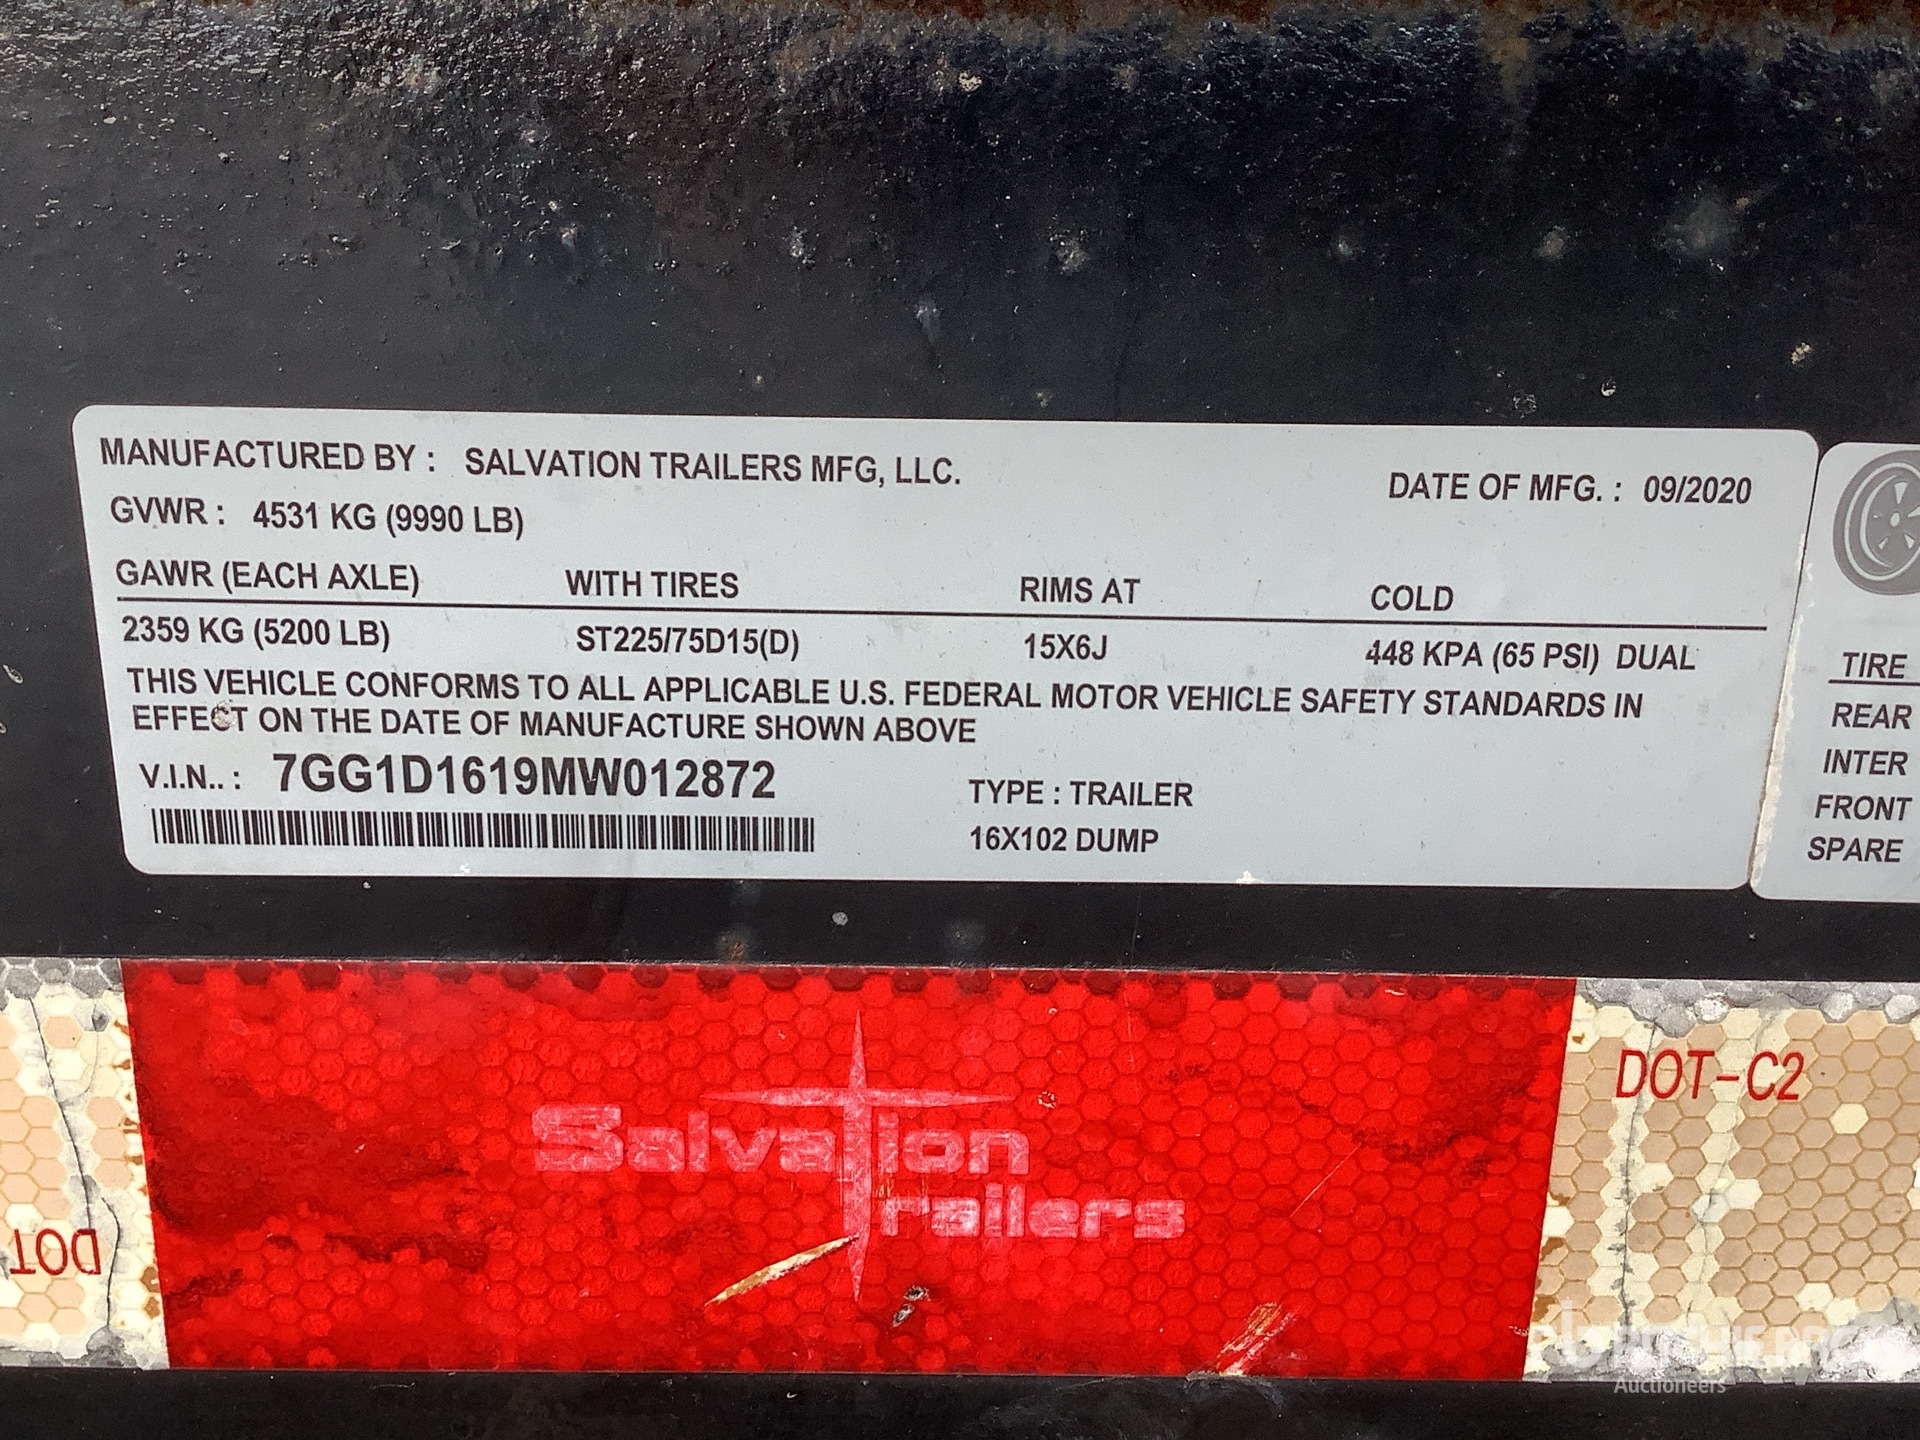 MANUFACTURED BY : SALVATION TRAILERS MFG, LLC. DATE OF MFG. : 09/2020
GVWR : 4531 KG (9990 LB)
GAWR (EACH AXLE) WITH TIRES RIMS AT COLD
2359 KG (5200 LB) ST225/75D15(D) 15X6J 448 KPA (65 PSI) DUAL
THIS VEHICLE CONFORMS TO ALL APPLICABLE U.S. FEDERAL MOTOR VEHICLE SAFETY STANDARDS IN
EFFECT ON THE DATE OF MANUFACTURE SHOWN ABOVE
V.I.N.. : 7GG1D1619MW012872 TYPE : TRAILER
16X102 DUMP
TIRE
REAR
INTER
FRONT
SPARE
DOT-C2
Salvation
Trailers
DOT
Auctioneers